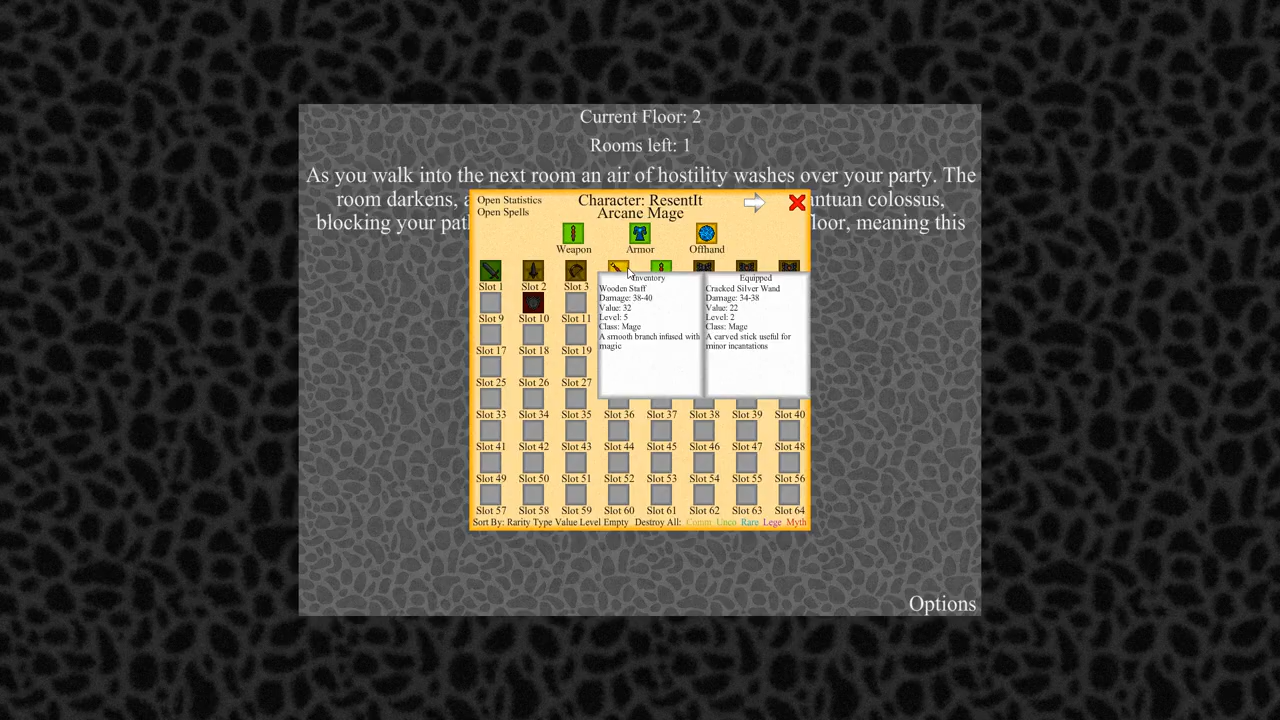 Current Floor: 2
Rooms left: 1
As you walk into the next room an air of hostility washes over your party. The
room darkens, a
ntuan colossus,
blocking your pat
loor, meaning this
Open Statistics
Open Spells
Character: ResentIt
Arcane Mage
Weapon
Armor
Offhand
Slot 1 Slot 2 Slot 3
Inventory
Wooden Staff
Damage: 38-40
Value: 32
Level: 5
Class: Mage
A smooth branch infused with
magic
Equipped
Cracked Silver Wand
Damage: 34-38
Value: 22
Level: 2
Class: Mage
A carved stick useful for
minor incantations
Slot 9 Slot 10 Slot 11
Slot 17 Slot 18 Slot 19
Slot 25 Slot 26 Slot 27
Slot 33 Slot 34 Slot 35 Slot 36 Slot 37 Slot 38 Slot 39 Slot 40
Slot 41 Slot 42 Slot 43 Slot 44 Slot 45 Slot 46 Slot 47 Slot 48
Slot 49 Slot 50 Slot 51 Slot 52 Slot 53 Slot 54 Slot 55 Slot 56
Slot 57 Slot 58 Slot 59 Slot 60 Slot 61 Slot 62 Slot 63 Slot 64
Sort By: Rarity Type Value Level Empty Destroy All: Comm Unco Rare Lege Myth
Options